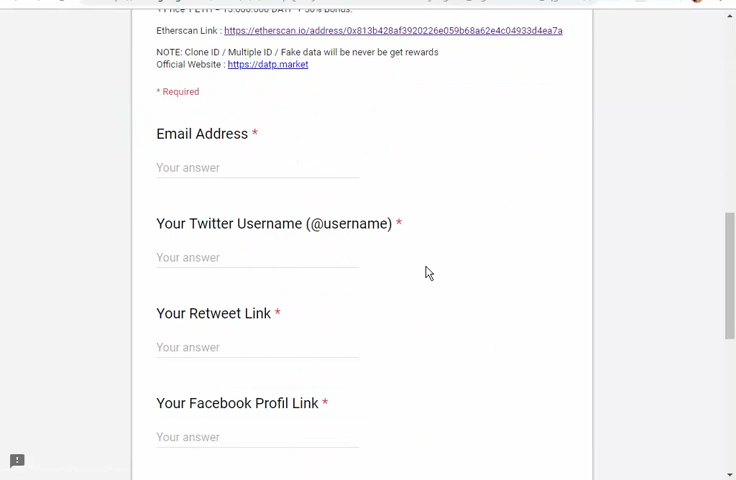 Etherscan Link : https://etherscan.io/address/0x813b428af3920226e059b68a62e4c04933d4ea7a
NOTE: Clone ID / Multiple ID / Fake data will be never be get rewards
Official Website : https://datp.market
* Required
Email Address *
Your answer
Your Twitter Username (@username) *
Your answer
Your Retweet Link *
Your answer
Your Facebook Profil Link *
Your answer